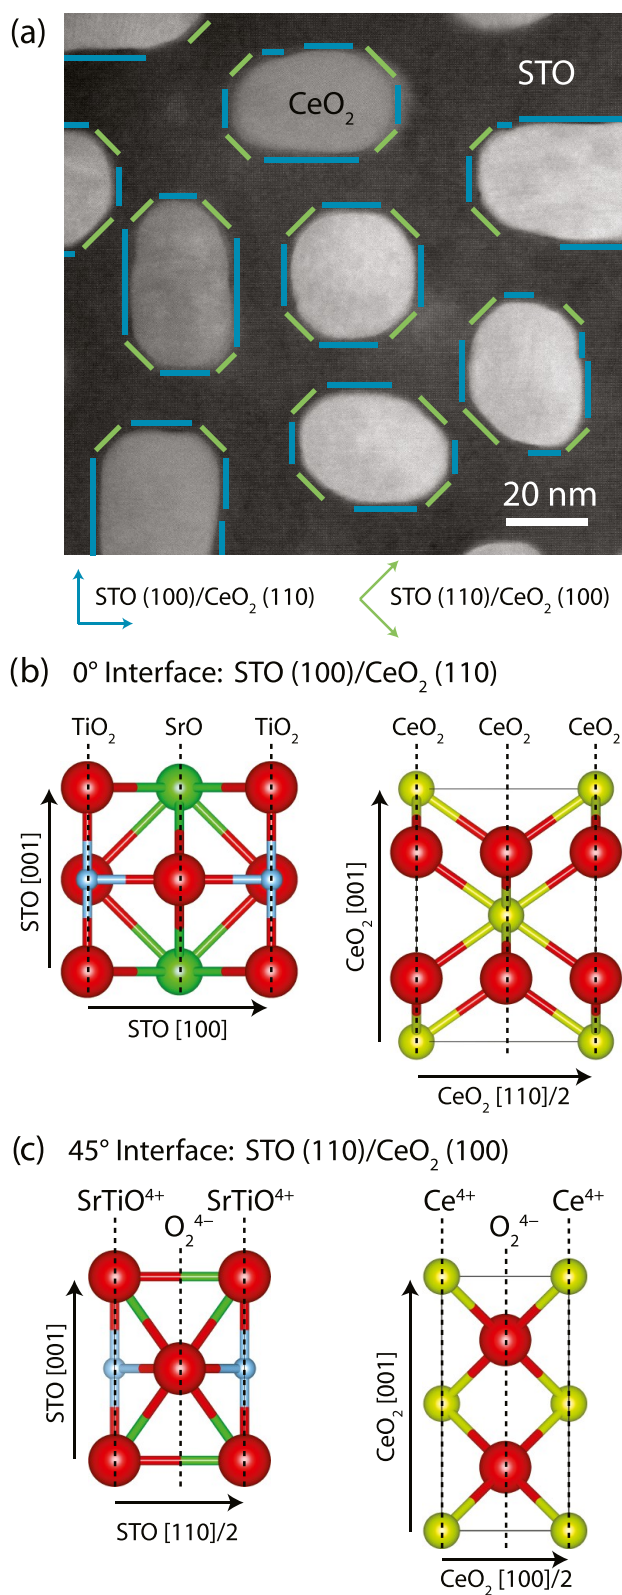 (a)
STO
CeO₂
20 nm
STO (100)/CeO₂ (110)
STO (110)/CeO₂ (100)
(b) 0° Interface: STO (100)/CeO₂ (110)
TiO₂ SrO TiO₂
CeO₂ CeO₂ CeO₂
STO [001]
STO [100]
CeO₂ [001]
CeO₂ [110]/2
(c) 45° Interface: STO (110)/CeO₂ (100)
SrTiO⁴⁺ SrTiO⁴⁺
O₂⁴⁻
Ce⁴⁺ Ce⁴⁺
O₂⁴⁻
STO [001]
STO [110]/2
CeO₂ [001]
CeO₂ [100]/2